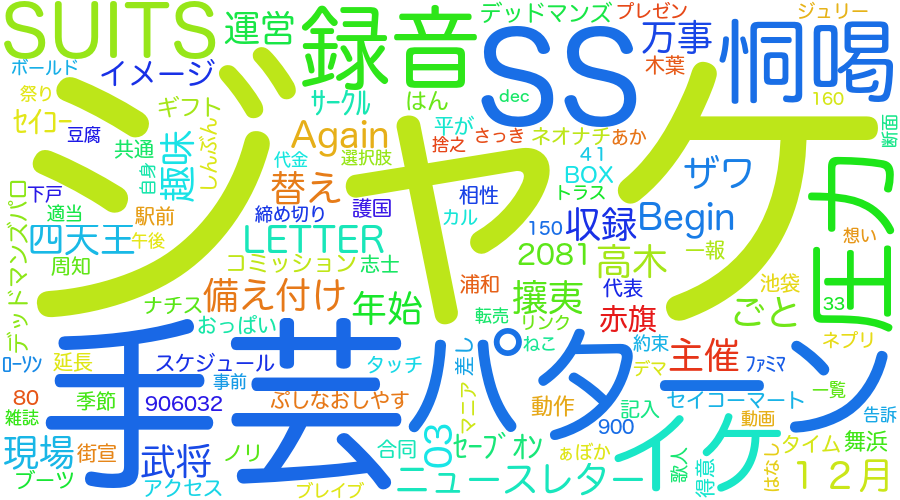 SUITS
運営
録音
デッドマンズ
プレゼン
ジュリー
SS
万事
恫喝
木葉
ボールド
イメージ
ジャケ
祭り
ギフト
サークル
はん
dec
160
セイコー
豆腐
しんぶん
Again
平が
さっき
ネオナチ
あか
断面
共通
趣味
代金
選択肢
捨之
41
BOX
ザワ
圧力
自身
下戸
替え
相性
トラス
適当
駅前
締め切り
護国
カル
150
収録
Begin
四天王
午後
LETTER
2081
高木
一報
想い
デッドマンズパロ
周知
コミッション
志士
浦和
代表
池袋
備え付け
攘夷
33
ナチス
年始
転売
リンク
赤旗
ごと
おっぱい
手芸
パターン
ねこ
約束
ネプリ
ローソン
延長
スケジュール
タッチ
差し
主催
デマ
ファミマ
事前
80
季節
906032
ぷしなおしやす
マニア
動作
記入
セイコーマート
一覧
雑誌
900
動画
告訴
現場
街宣
武将
ノリ
合同
03
セーブオン
ぁぼか
イケ
歌人
得意
はなし
タイム
舞浜
ブーツ
アクセス
ブレイブ
ニュースレター
12月